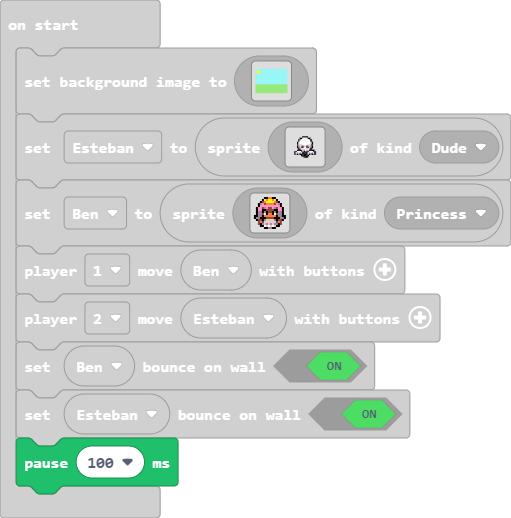 on start
set background image to
set Esteban to sprite of kind Dude
set Ben to sprite of kind Princess
player 1 move Ben with buttons
player 2 move Esteban with buttons
set Ben bounce on wall ON
set Esteban bounce on wall ON
pause 100 ms